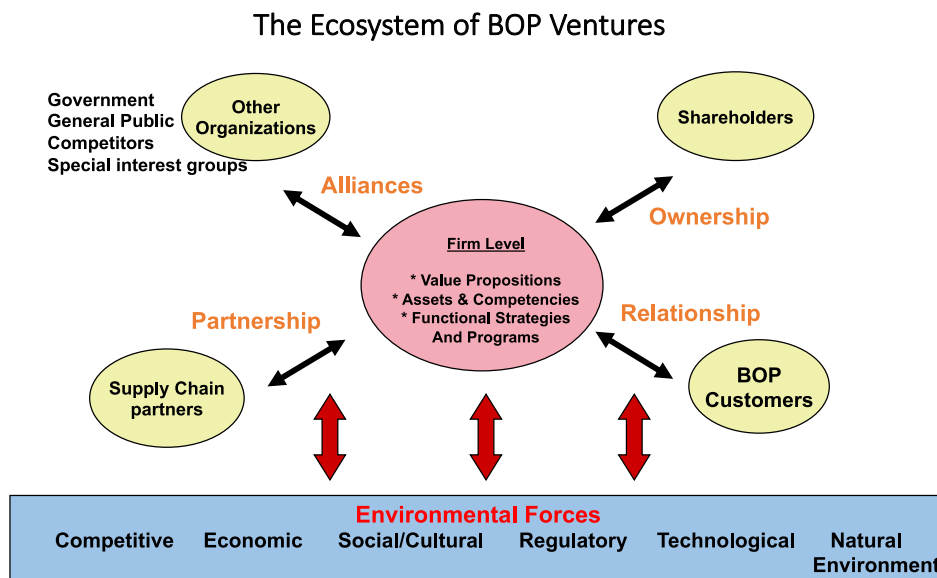 The Ecosystem of BOP Ventures
Government
General Public
Competitors
Special interest groups
Other
Organizations
Shareholders
Alliances
Ownership
Firm Level
* Value Propositions
* Assets & Competencies
* Functional Strategies
And Programs
Partnership
Relationship
Supply Chain
partners
BOP
Customers
Environmental Forces
Competitive Economic Social/Cultural Regulatory Technological Natural
Environment